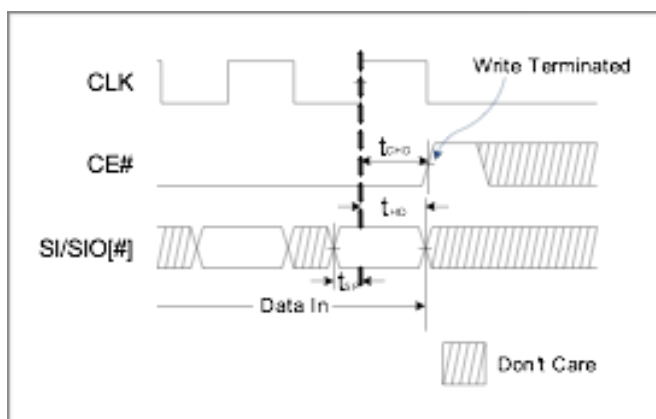 Write Terminated
CLK
CE#
SI/SIO[#]
Data In
Don't Care